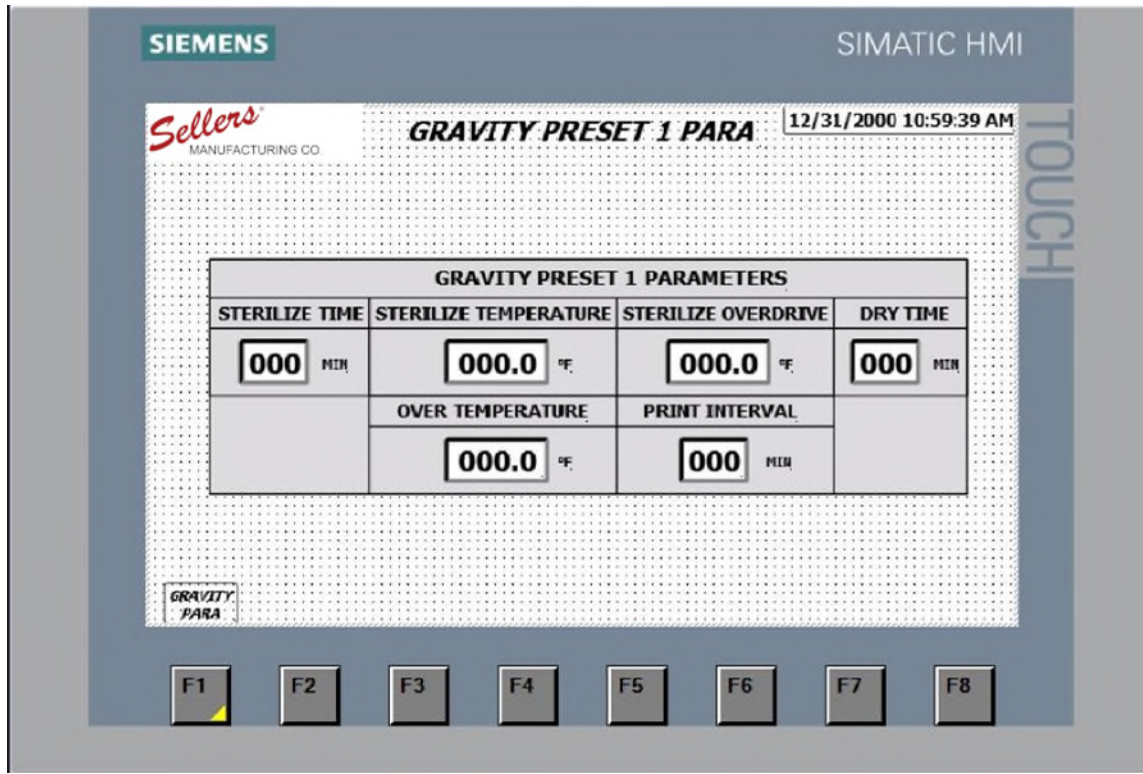 SIEMENS
SIMATIC HMI
Sellers®
MANUFACTURING CO.
GRAVITY PRESET 1 PARA
12/31/2000 10:59:39 AM
TOUCH
GRAVITY PRESET 1 PARAMETERS
STERILIZE TIME STERILIZE TEMPERATURE STERILIZE OVERDRIVE DRY TIME
000 MIN 000.0 °F 000.0 °F 000 MIN
OVER TEMPERATURE PRINT INTERVAL
000.0 °F 000 MIN
GRAVITY
PARA
F1 F2 F3 F4 F5 F6 F7 F8